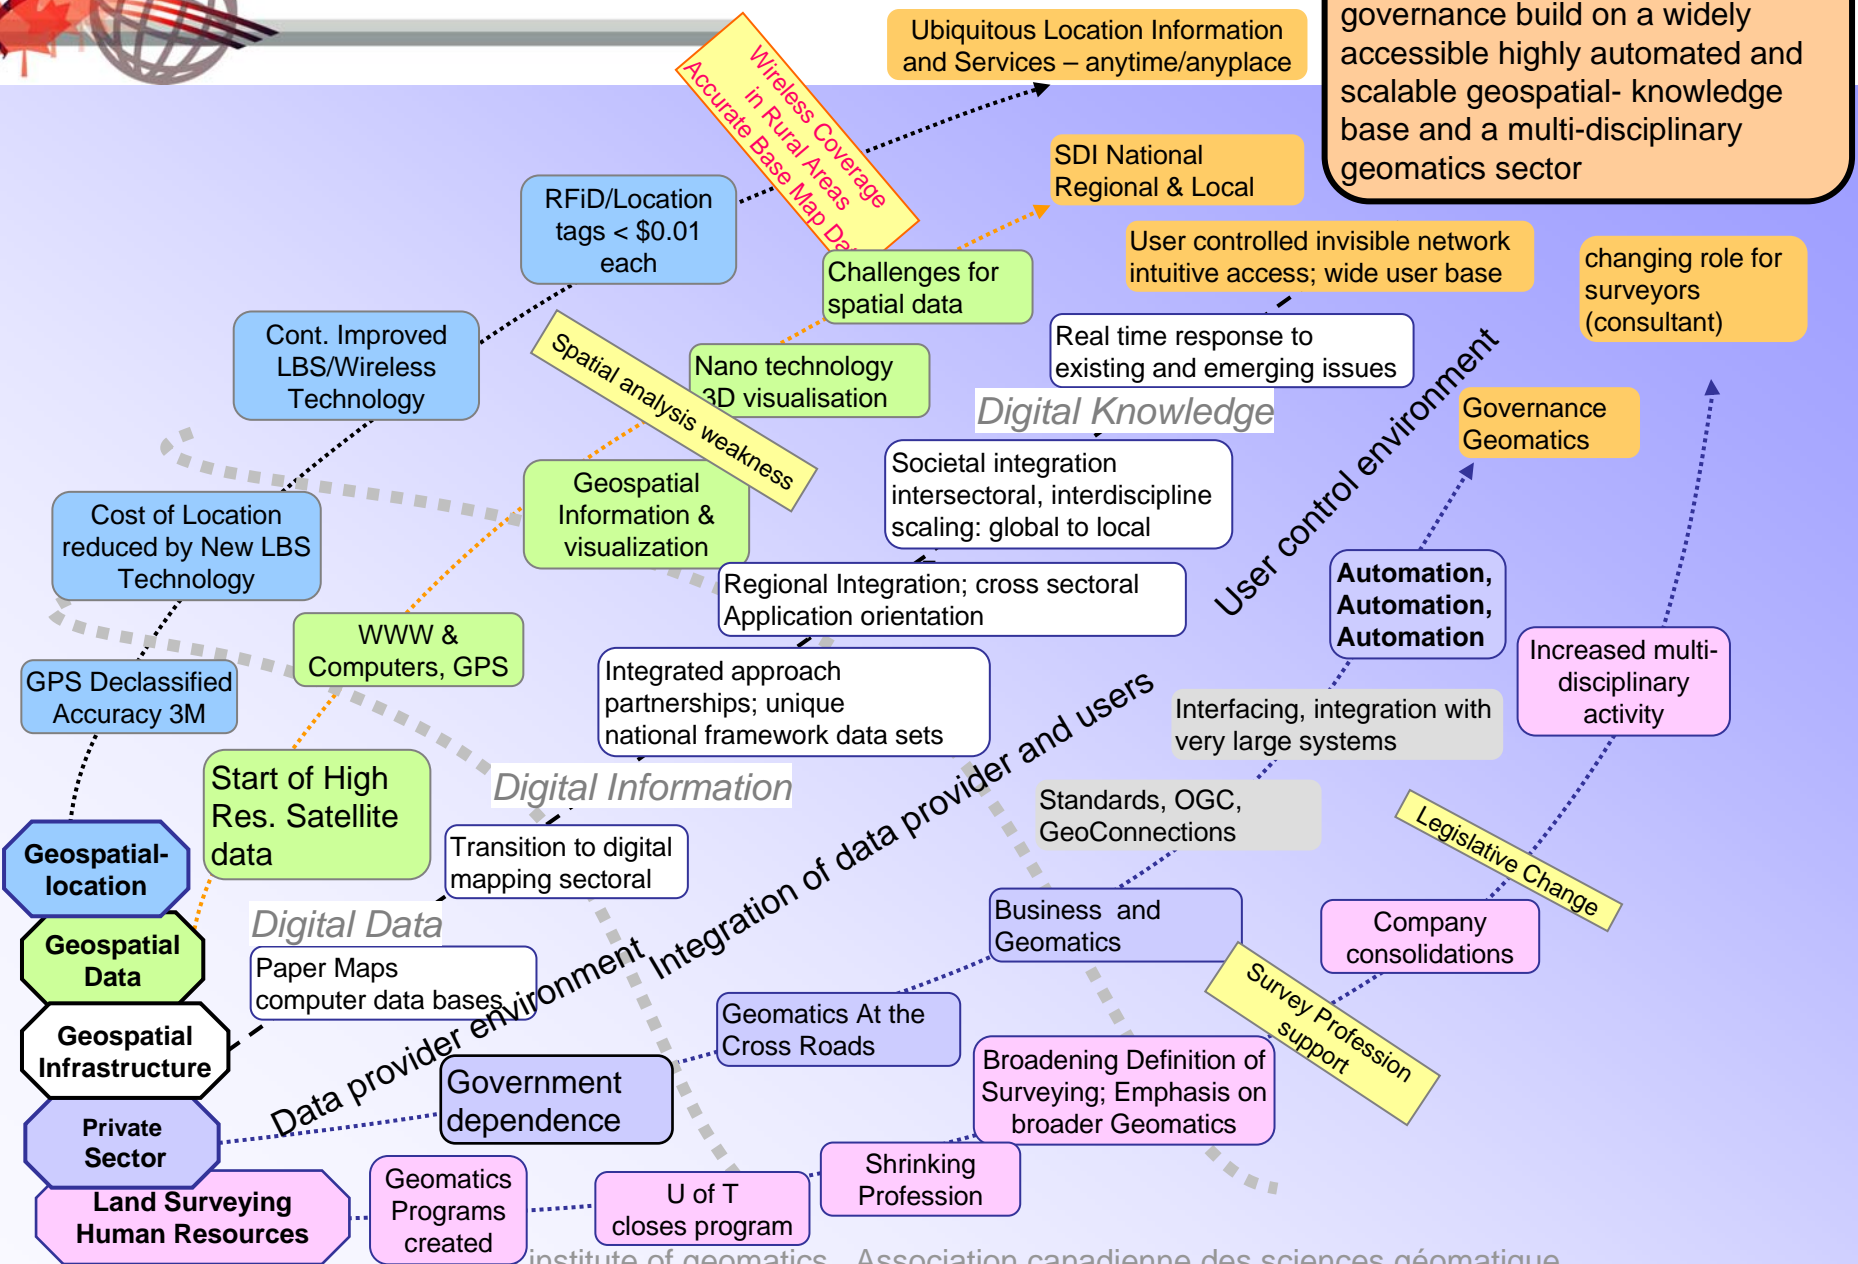 governance build on a widely
accessible highly automated and
scalable geospatial- knowledge
base and a multi-disciplinary
geomatics sector
Ubiquitous Location Information
and Services – anytime/anyplace
Wireless Coverage
in Rural Areas
Accurate Base Map
SDI National
Regional & Local
RFiD/Location
tags < $0.01
each
User controlled invisible network
intuitive access; wide user base
changing role for
surveyors
(consultant)
Challenges for
spatial data
Cont. Improved
LBS/Wireless
Technology
Spatial analysis weakness
Nano technology
3D visualisation
Real time response to
existing and emerging issues
Digital Knowledge
Governance
Geomatics
User control environment
Cost of Location
reduced by New LBS
Technology
Geospatial
Information &
visualization
Societal integration
intersectoral, interdiscipline
scaling: global to local
Regional Integration; cross sectoral
Application orientation
Automation,
Automation,
Automation
WWW &
Computers, GPS
GPS Declassified
Accuracy 3M
Integrated approach
partnerships; unique
national framework data sets
Increased multi-
disciplinary
activity
Interfacing, integration with
very large systems
Start of High
Res. Satellite
data
Digital Information
Integration of data provider and users
Standards, OGC,
GeoConnections
Legislative Change
Geospatial-
location
Transition to digital
mapping sectoral
Digital Data
Business and
Geomatics
Company
consolidations
Geospatial
Data
Paper Maps
computer data bases
Data provider environment
Survey Profession
support
Geospatial
Infrastructure
Geomatics At the
Cross Roads
Government
dependence
Broadening Definition of
Surveying; Emphasis on
broader Geomatics
Private
Sector
Shrinking
Profession
Land Surveying
Human Resources
Geomatics
Programs
created
U of T
closes program
institute of geomatics Association canadienne des sciences géomatique